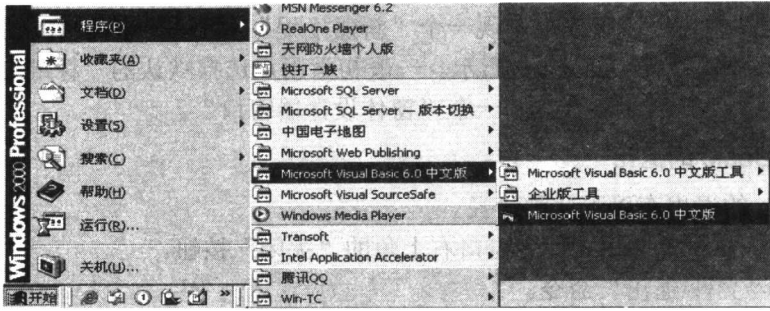 Windows 2000 Professional
程序(P)
收藏夹(A)
文档(D)
设置(S)
搜索(C)
帮助(H)
运行(R)...
关机(U)...
开始
MSN Messenger 6.2
RealOne Player
天网防火墙个人版
快打一族
Microsoft SQL Server
Microsoft SQL Server — 版本切换
中国电子地图
Microsoft Web Publishing
Microsoft Visual Basic 6.0 中文版
Microsoft Visual SourceSafe
Windows Media Player
Transoft
Intel Application Accelerator
腾讯QQ
Win-TC
Microsoft Visual Basic 6.0 中文版工具
企业版工具
Microsoft Visual Basic 6.0 中文版